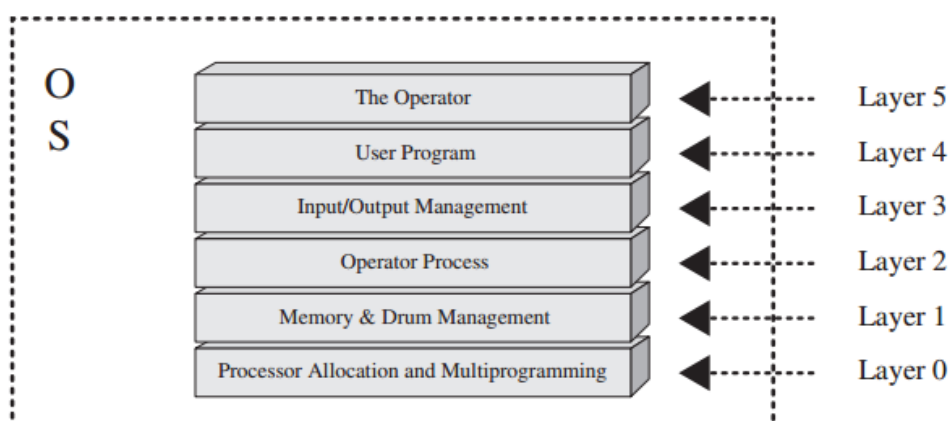 O
S
The Operator
Layer 5
User Program
Layer 4
Input/Output Management
Layer 3
Operator Process
Layer 2
Memory & Drum Management
Layer 1
Processor Allocation and Multiprogramming
Layer 0